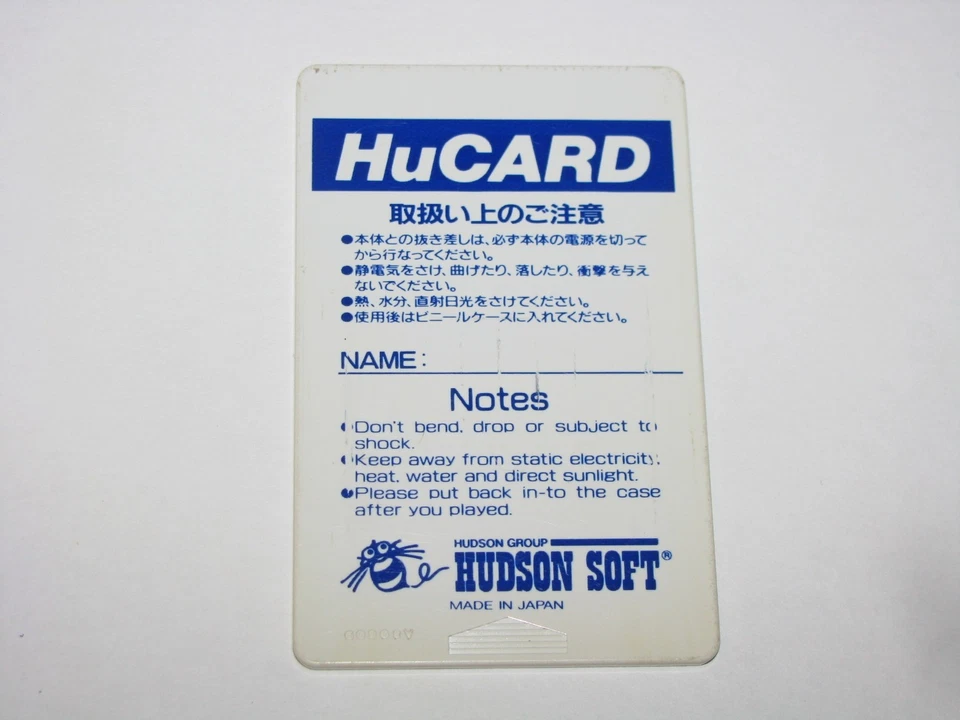 HuCARD
取扱い上のご注意
●本体との抜き差しは、必ず本体の電源を切って
から行なってください。
●静電気をさけ、曲げたり、落したり、衝撃を与え
ないでください。
●熱、水分、直射日光をさけてください。
●使用後はビニールケースに入れてください。
NAME:
Notes
●Don't bend, drop or subject to
shock.
●Keep away from static electricity,
heat, water and direct sunlight.
●Please put back in-to the case
after you played.
HUDSON GROUP
HUDSON SOFT®
MADE IN JAPAN